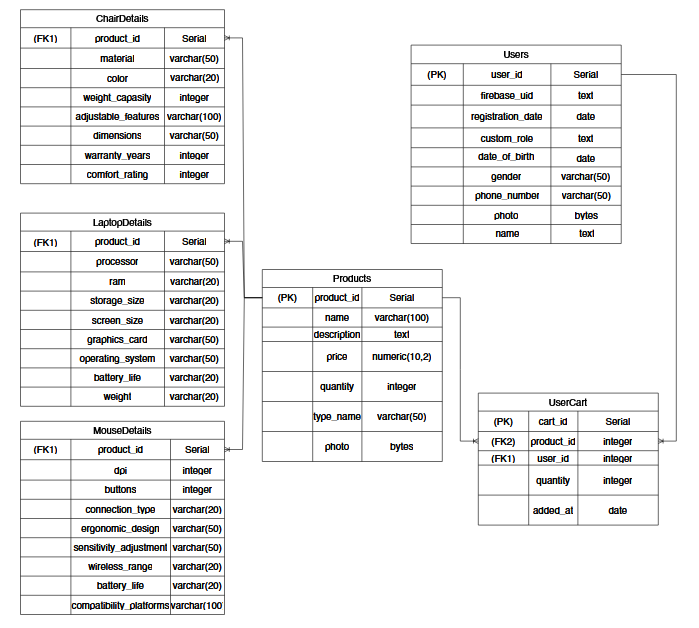 ChairDetails
(FK1) product_id Serial
material varchar(50)
color varchar(20)
weight_capasity integer
adjustable_features varchar(100)
dimensions varchar(50)
warranty_years integer
comfort_rating integer
Users
(PK) user_id Serial
firebase_uid text
registration_date date
custom_role text
date_of_birth date
gender varchar(50)
phone_number varchar(50)
photo bytes
name text
LaptopDetails
(FK1) product_id Serial
processor varchar(50)
ram varchar(20)
storage_size varchar(20)
screen_size varchar(20)
graphics_card varchar(50)
operating_system varchar(50)
battery_life varchar(20)
weight varchar(20)
Products
(PK) product_id Serial
name varchar(100)
description text
price numeric(10,2)
quantity integer
type_name varchar(50)
photo bytes
UserCart
(PK) cart_id Serial
(FK2) product_id integer
(FK1) user_id integer
quantity integer
added_at date
MouseDetails
(FK1) product_id Serial
dpi integer
buttons integer
connection_type varchar(20)
ergonomic_design varchar(50)
sensitivity_adjustment varchar(50)
wireless_range varchar(20)
battery_life varchar(20)
compatibility_platforms varchar(100